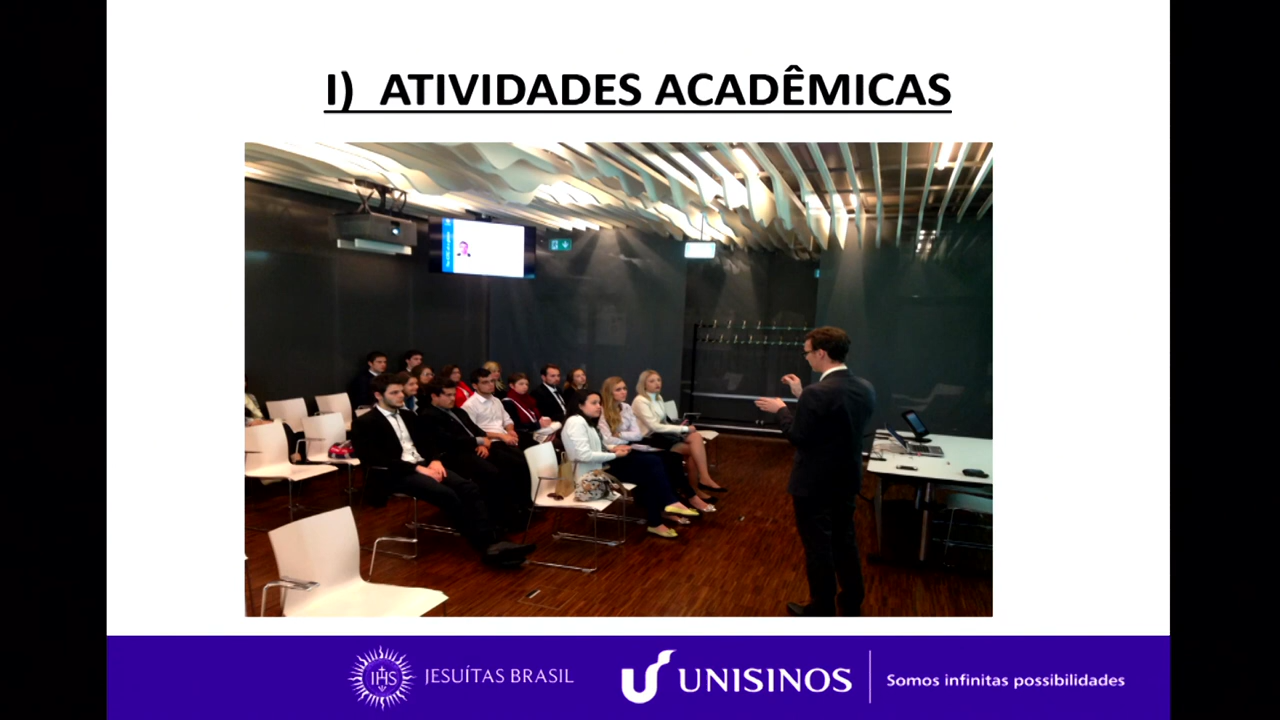 I) ATIVIDADES ACADÊMICAS
IHS
JESUÍTAS BRASIL
UNISINOS
Somos infinitas possibilidades